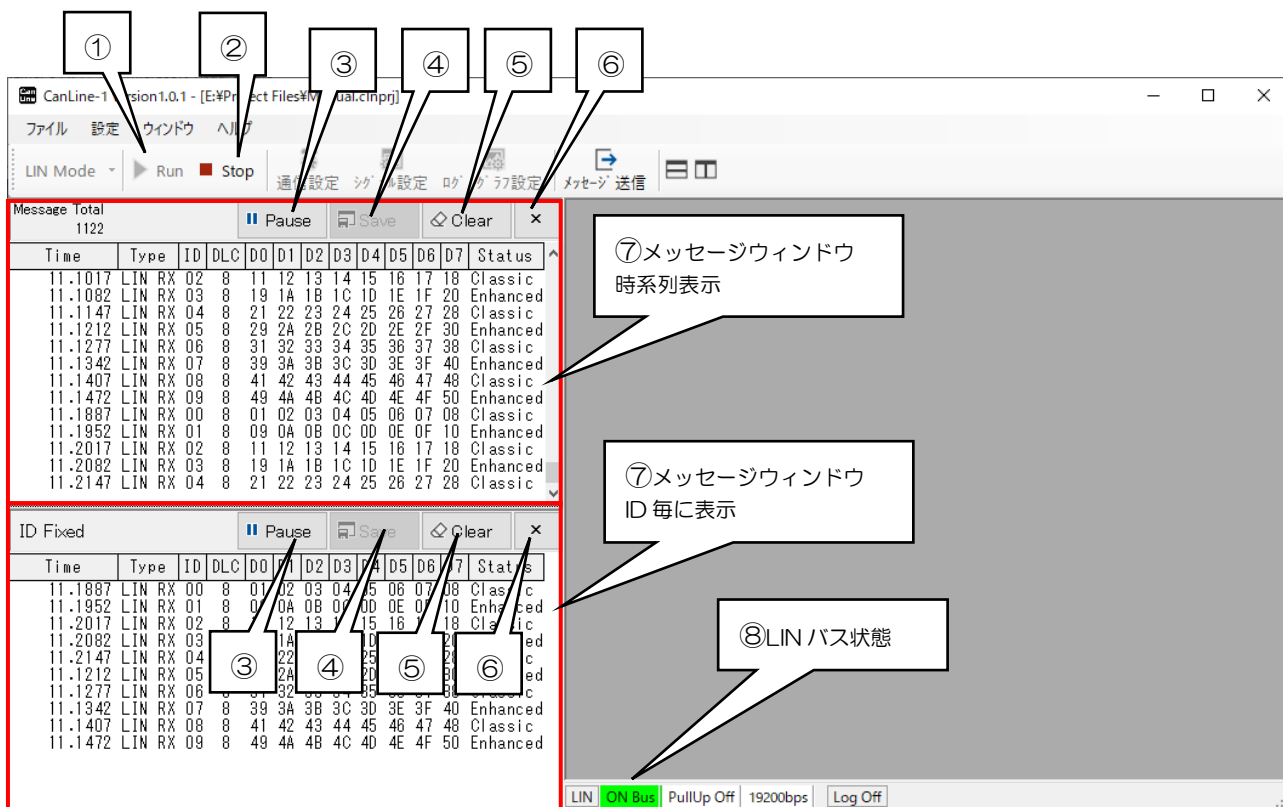 ① ② ③ ④ ⑤ ⑥
CanLine-1 Version1.0.1 - [E:¥Project Files¥Manual.clnprj]
ファイル 設定 ウィンドウ ヘルプ
LIN Mode Run Stop 通信設定 設定 設定 メッセージ送信
Message Total
1122
Pause Save Clear ×
Time Type ID DLC D0 D1 D2 D3 D4 D5 D6 D7 Status
11.1017 LIN RX 02 8 11 12 13 14 15 16 17 18 Classic
11.1082 LIN RX 03 8 19 1A 1B 1C 1D 1E 1F 20 Enhanced
11.1147 LIN RX 04 8 21 22 23 24 25 26 27 28 Classic
11.1212 LIN RX 05 8 29 2A 2B 2C 2D 2E 2F 30 Enhanced
11.1277 LIN RX 06 8 31 32 33 34 35 36 37 38 Classic
11.1342 LIN RX 07 8 39 3A 3B 3C 3D 3E 3F 40 Enhanced
11.1407 LIN RX 08 8 41 42 43 44 45 46 47 48 Classic
11.1472 LIN RX 09 8 49 4A 4B 4C 4D 4E 4F 50 Enhanced
11.1887 LIN RX 00 8 01 02 03 04 05 06 07 08 Classic
11.1952 LIN RX 01 8 09 0A 0B 0C 0D 0E 0F 10 Enhanced
11.2017 LIN RX 02 8 11 12 13 14 15 16 17 18 Classic
11.2082 LIN RX 03 8 19 1A 1B 1C 1D 1E 1F 20 Enhanced
11.2147 LIN RX 04 8 21 22 23 24 25 26 27 28 Classic
⑦メッセージウィンドウ
時系列表示
ID Fixed
Pause Save Clear ×
Time Type ID DLC D0 D1 D2 D3 D4 D5 D6 D7 Status
11.1887 LIN RX 00 8 01 02 03 04 05 06 07 08 Classic
11.1952 LIN RX 01 8 0A 0B 0D 0E 10 Enhanced
11.2017 LIN RX 02 8 12 13 15 16 18
11.2082 LIN RX 03
11.2147 LIN RX 04
11.1212 LIN RX 05
11.1277 LIN RX 06
11.1342 LIN RX 07 8 39 3A 3B 3C 3D 3E 3F 40 Enhanced
11.1407 LIN RX 08 8 41 42 43 44 45 46 47 48 Classic
11.1472 LIN RX 09 8 49 4A 4B 4C 4D 4E 4F 50 Enhanced
③ ④ ⑤ ⑥
⑦メッセージウィンドウ
ID 毎に表示
⑧LIN バス状態
LIN ON Bus PullUp Off 19200bps Log Off